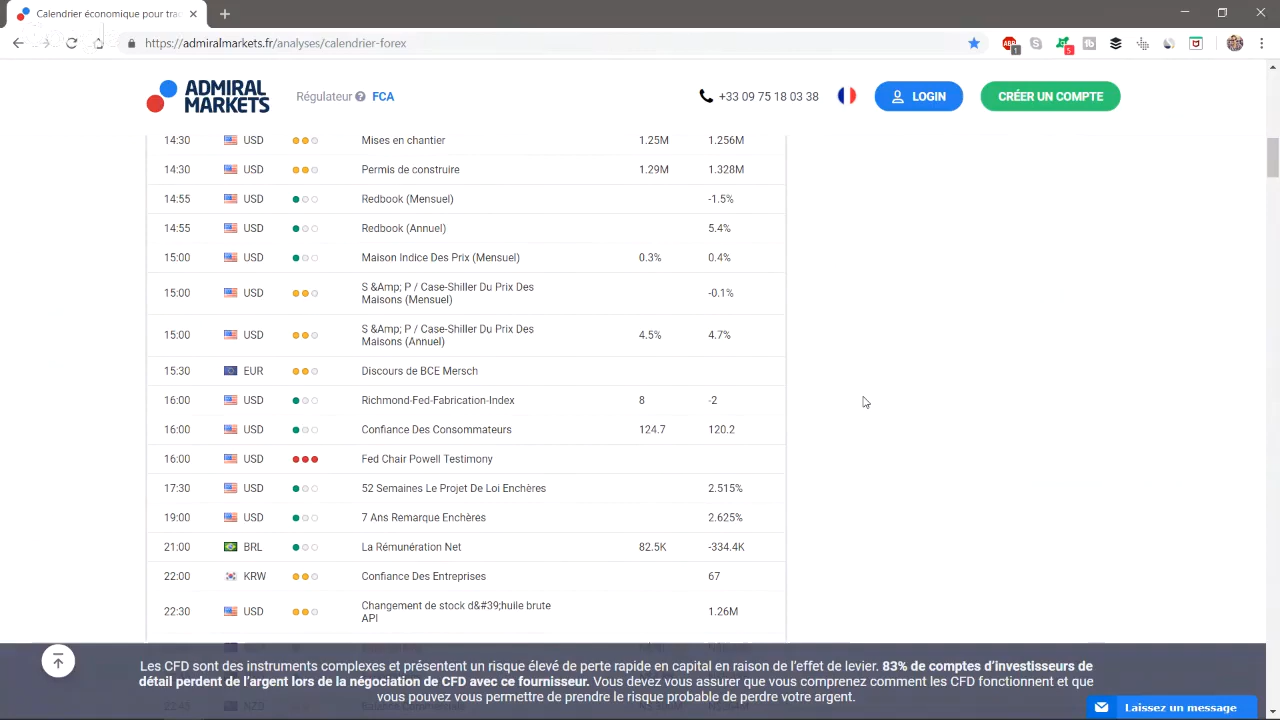 Calendrier économique pour tra
https://admiralmarkets.fr/analyses/calendrier-forex
ADMIRAL
MARKETS
Régulateur
FCA
+33 09 75 18 03 38
LOGIN
CRÉER UN COMPTE
14:30 USD Mises en chantier 1.25M 1.256M
14:30 USD Permis de construire 1.29M 1.328M
14:55 USD Redbook (Mensuel) -1.5%
14:55 USD Redbook (Annuel) 5.4%
15:00 USD Maison Indice Des Prix (Mensuel) 0.3% 0.4%
15:00 USD S &Amp; P / Case-Shiller Du Prix Des
Maisons (Mensuel) -0.1%
15:00 USD S &Amp; P / Case-Shiller Du Prix Des
Maisons (Annuel) 4.5% 4.7%
15:30 EUR Discours de BCE Mersch
16:00 USD Richmond-Fed-Fabrication-Index 8 -2
16:00 USD Confiance Des Consommateurs 124.7 120.2
16:00 USD Fed Chair Powell Testimony
17:30 USD 52 Semaines Le Projet De Loi Enchères 2.515%
19:00 USD 7 Ans Remarque Enchères 2.625%
21:00 BRL La Rémunération Net 82.5K -334.4K
22:00 KRW Confiance Des Entreprises 67
22:30 USD Changement de stock d&#39;huile brute
API 1.26M
Les CFD sont des instruments complexes et présentent un risque élevé de perte rapide en capital en raison de l’effet de levier. 83% de comptes d’investisseurs de
détail perdent de l’argent lors de la négociation de CFD avec ce fournisseur. Vous devez vous assurer que vous comprenez comment les CFD fonctionnent et que
vous pouvez vous permettre de prendre le risque probable de perdre votre argent.
Laissez un message